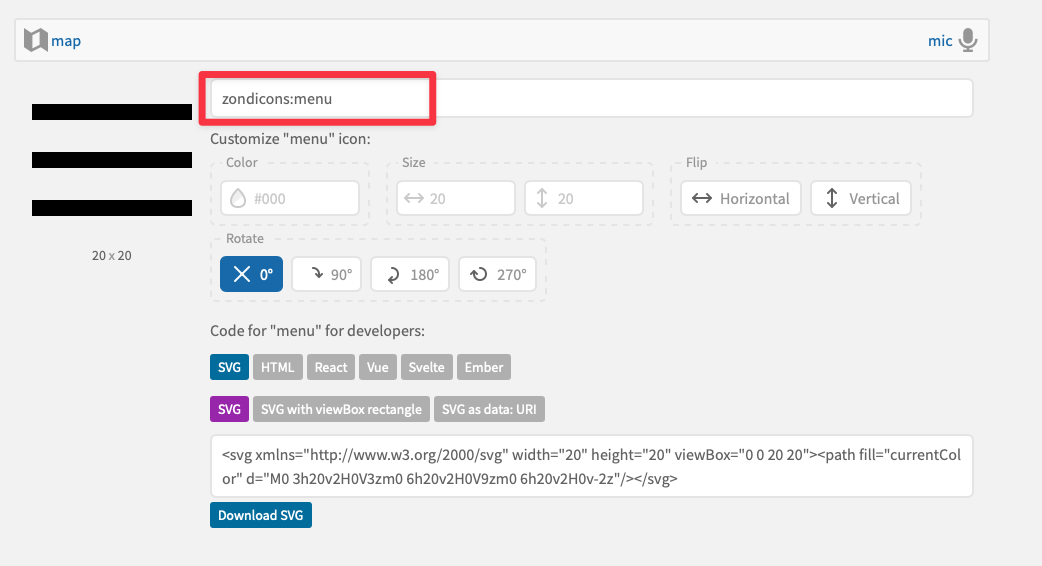 map
mic
zondicons:menu
Customize "menu" icon:
Color
Size
Flip
#000
20
20
Horizontal
Vertical
20 x 20
Rotate
0°
90°
180°
270°
Code for "menu" for developers:
SVG HTML React Vue Svelte Ember
SVG SVG with viewBox rectangle SVG as data: URI
<svg xmlns="http://www.w3.org/2000/svg" width="20" height="20" viewBox="0 0 20 20"><path fill="currentCol
or" d="M0 3h20v2H0V3zm0 6h20v2H0V9zm0 6h20v2H0v-2z"/></svg>
Download SVG